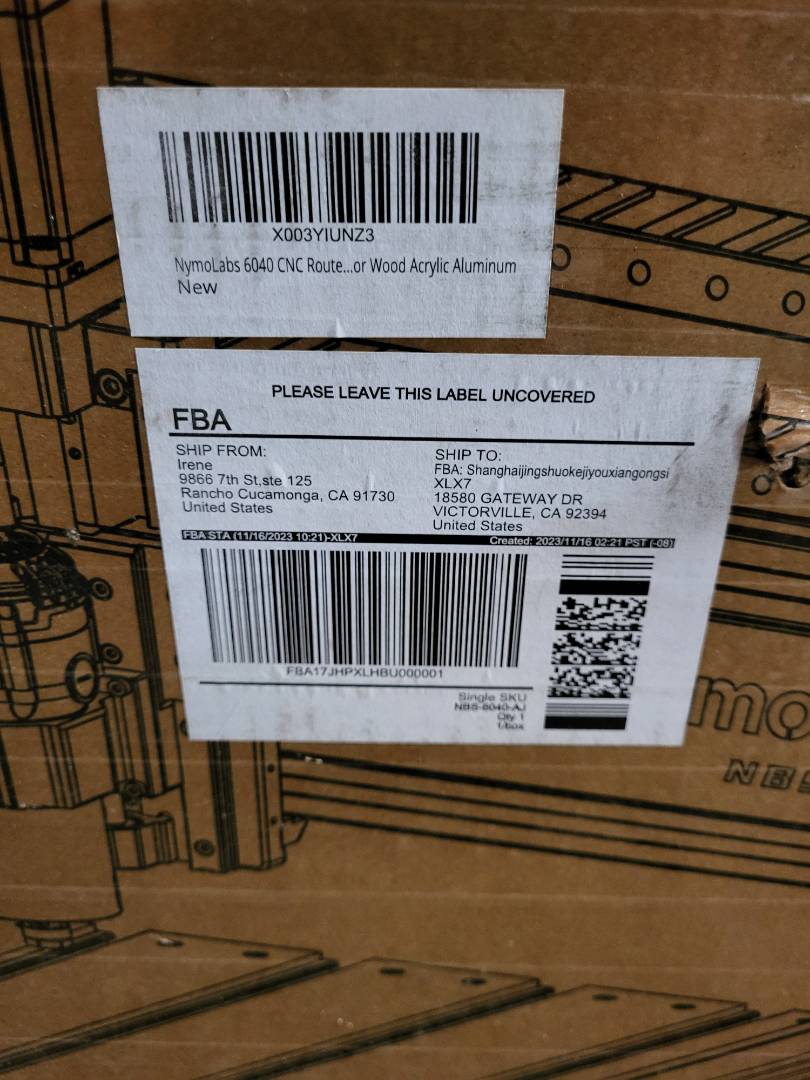 X003YIUNZ3
NymoLabs 6040 CNC Route...or Wood Acrylic Aluminum
New
PLEASE LEAVE THIS LABEL UNCOVERED
FBA
SHIP FROM:
Irene
9866 7th St,ste 125
Rancho Cucamonga, CA 91730
United States
SHIP TO:
FBA: Shanghaijingshuokejiyouxiangongsi
XLX7
18580 GATEWAY DR
VICTORVILLE, CA 92394
United States
FBA STA (11/16/2023 10:21)-XLX7
Created: 2023/11/16 02:21 PST (-08)
FBA17JHPXLHBU000001
Single SKU
NBS-6040-AJ
Qty 1
1/box
mo
NBS